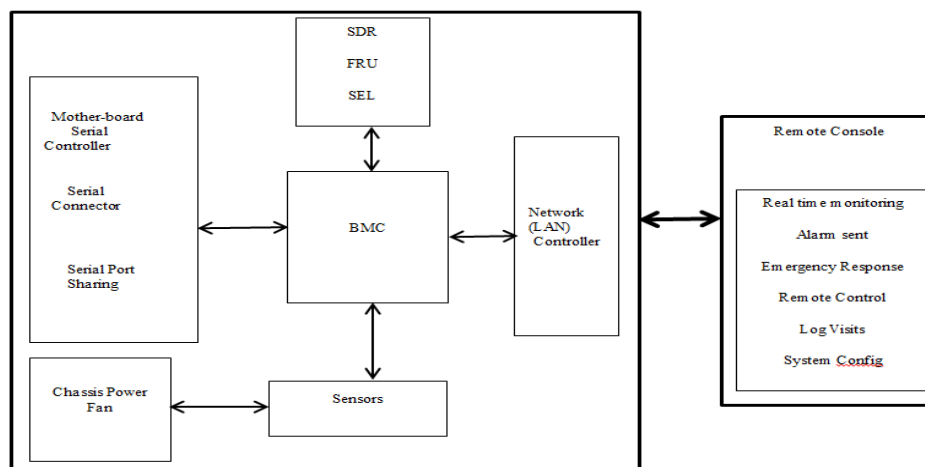 SDR
FRU
SEL
Mother-board
Serial
Controller
Serial
Connector
Serial Port
Sharing
BMC
Network
(LAN)
Controller
Chassis Power
Fan
Sensors
Remote Console
Real time monitoring
Alarm sent
Emergency Response
Remote Control
Log Visits
System Config